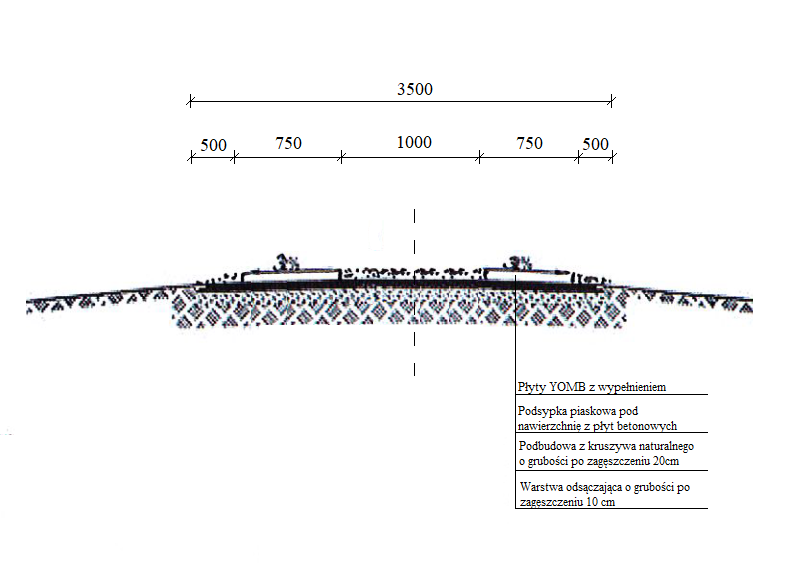 3500
500 750 1000 750 500
3% 3%
Płyty YOMB z wypełnieniem
Podsypka piaskowa pod
nawierzchnię z płyt betonowych
Podbudowa z kruszywa naturalnego
o grubości po zagęszczeniu 20cm
Warstwa odsączająca o grubości po
zagęszczeniu 10 cm